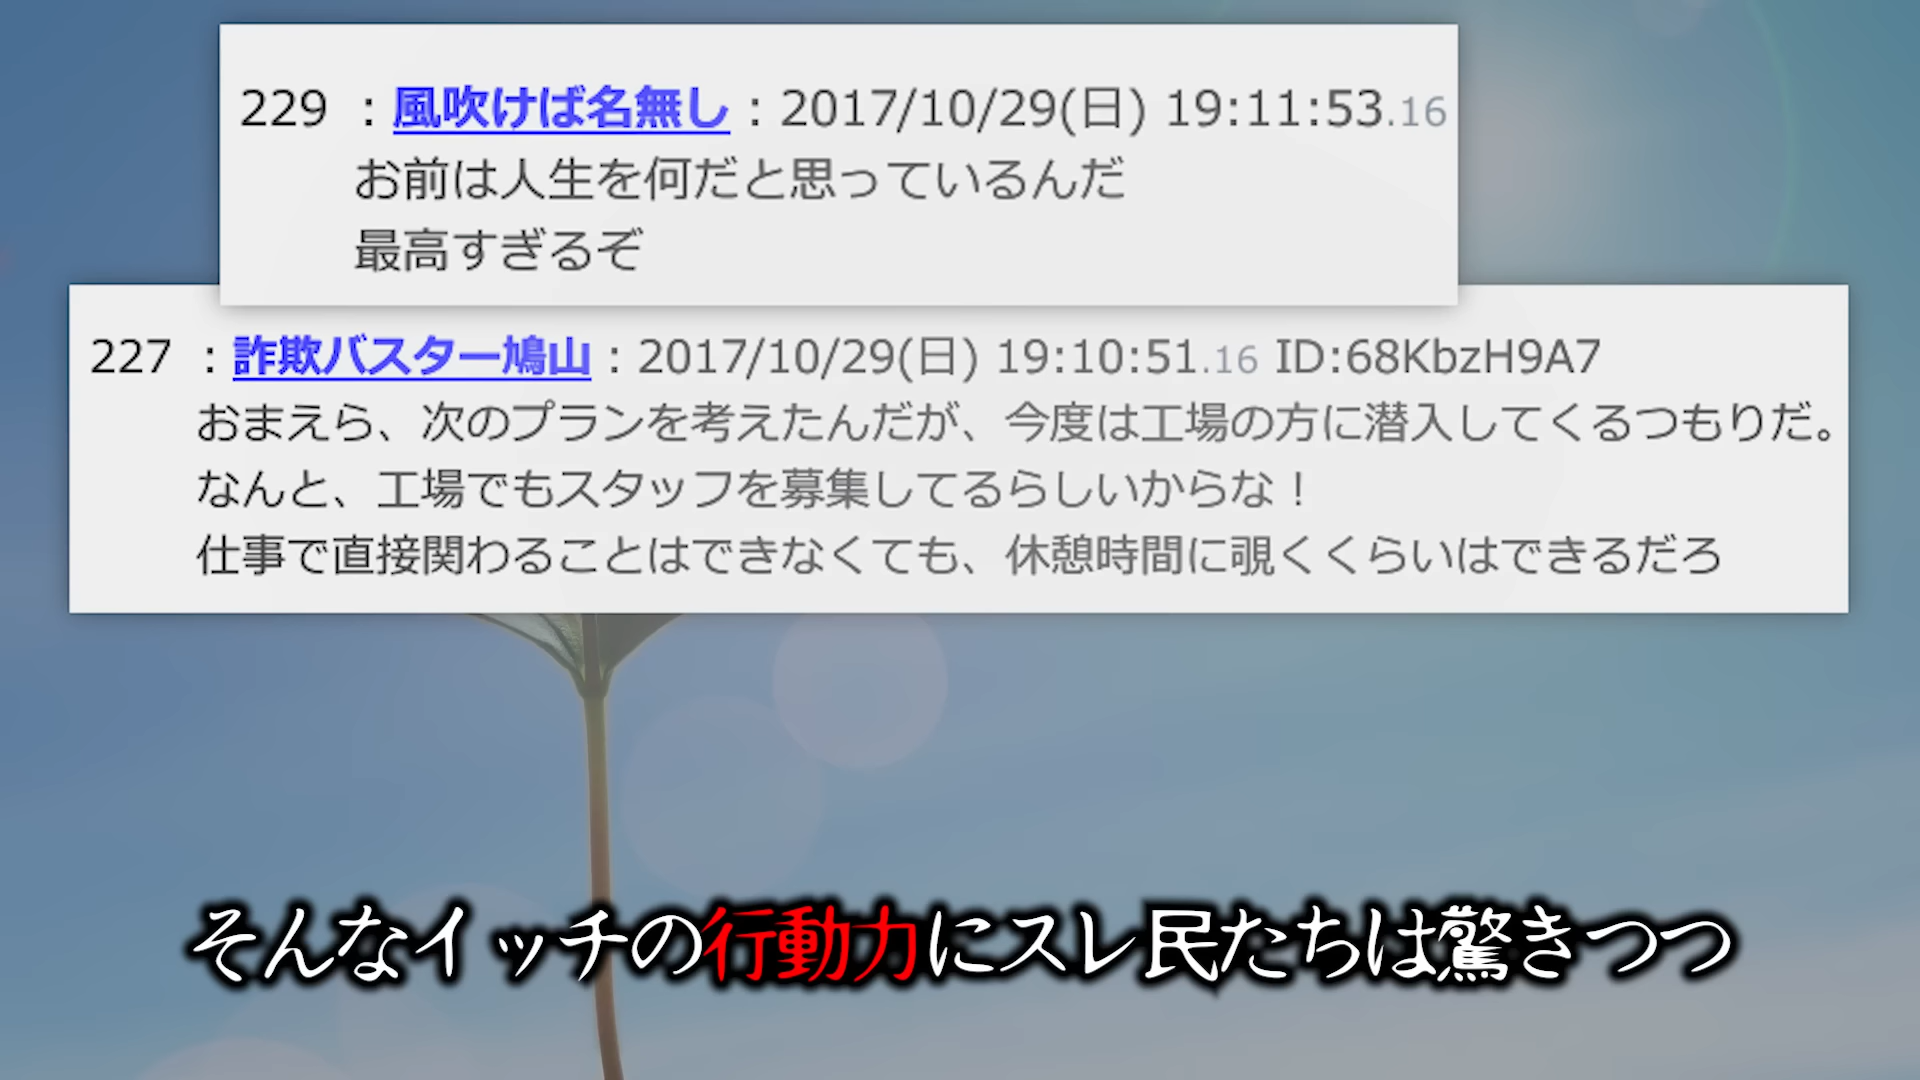 229 ：風吹けば名無し：2017/10/29(日) 19:11:53.16
お前は人生を何だと思っているんだ
最高すぎるぞ
227 ：詐欺バスター鳩山：2017/10/29(日) 19:10:51.16 ID:68KbzH9A7
おまえら、次のプランを考えたんだが、今度は工場の方に潜入してくるつもりだ。
なんと、工場でもスタッフを募集してるらしいからな！
仕事で直接関わることはできなくても、休憩時間に覗くくらいはできるだろ
そんなイッチの行動力にスレ民たちは驚きつつ